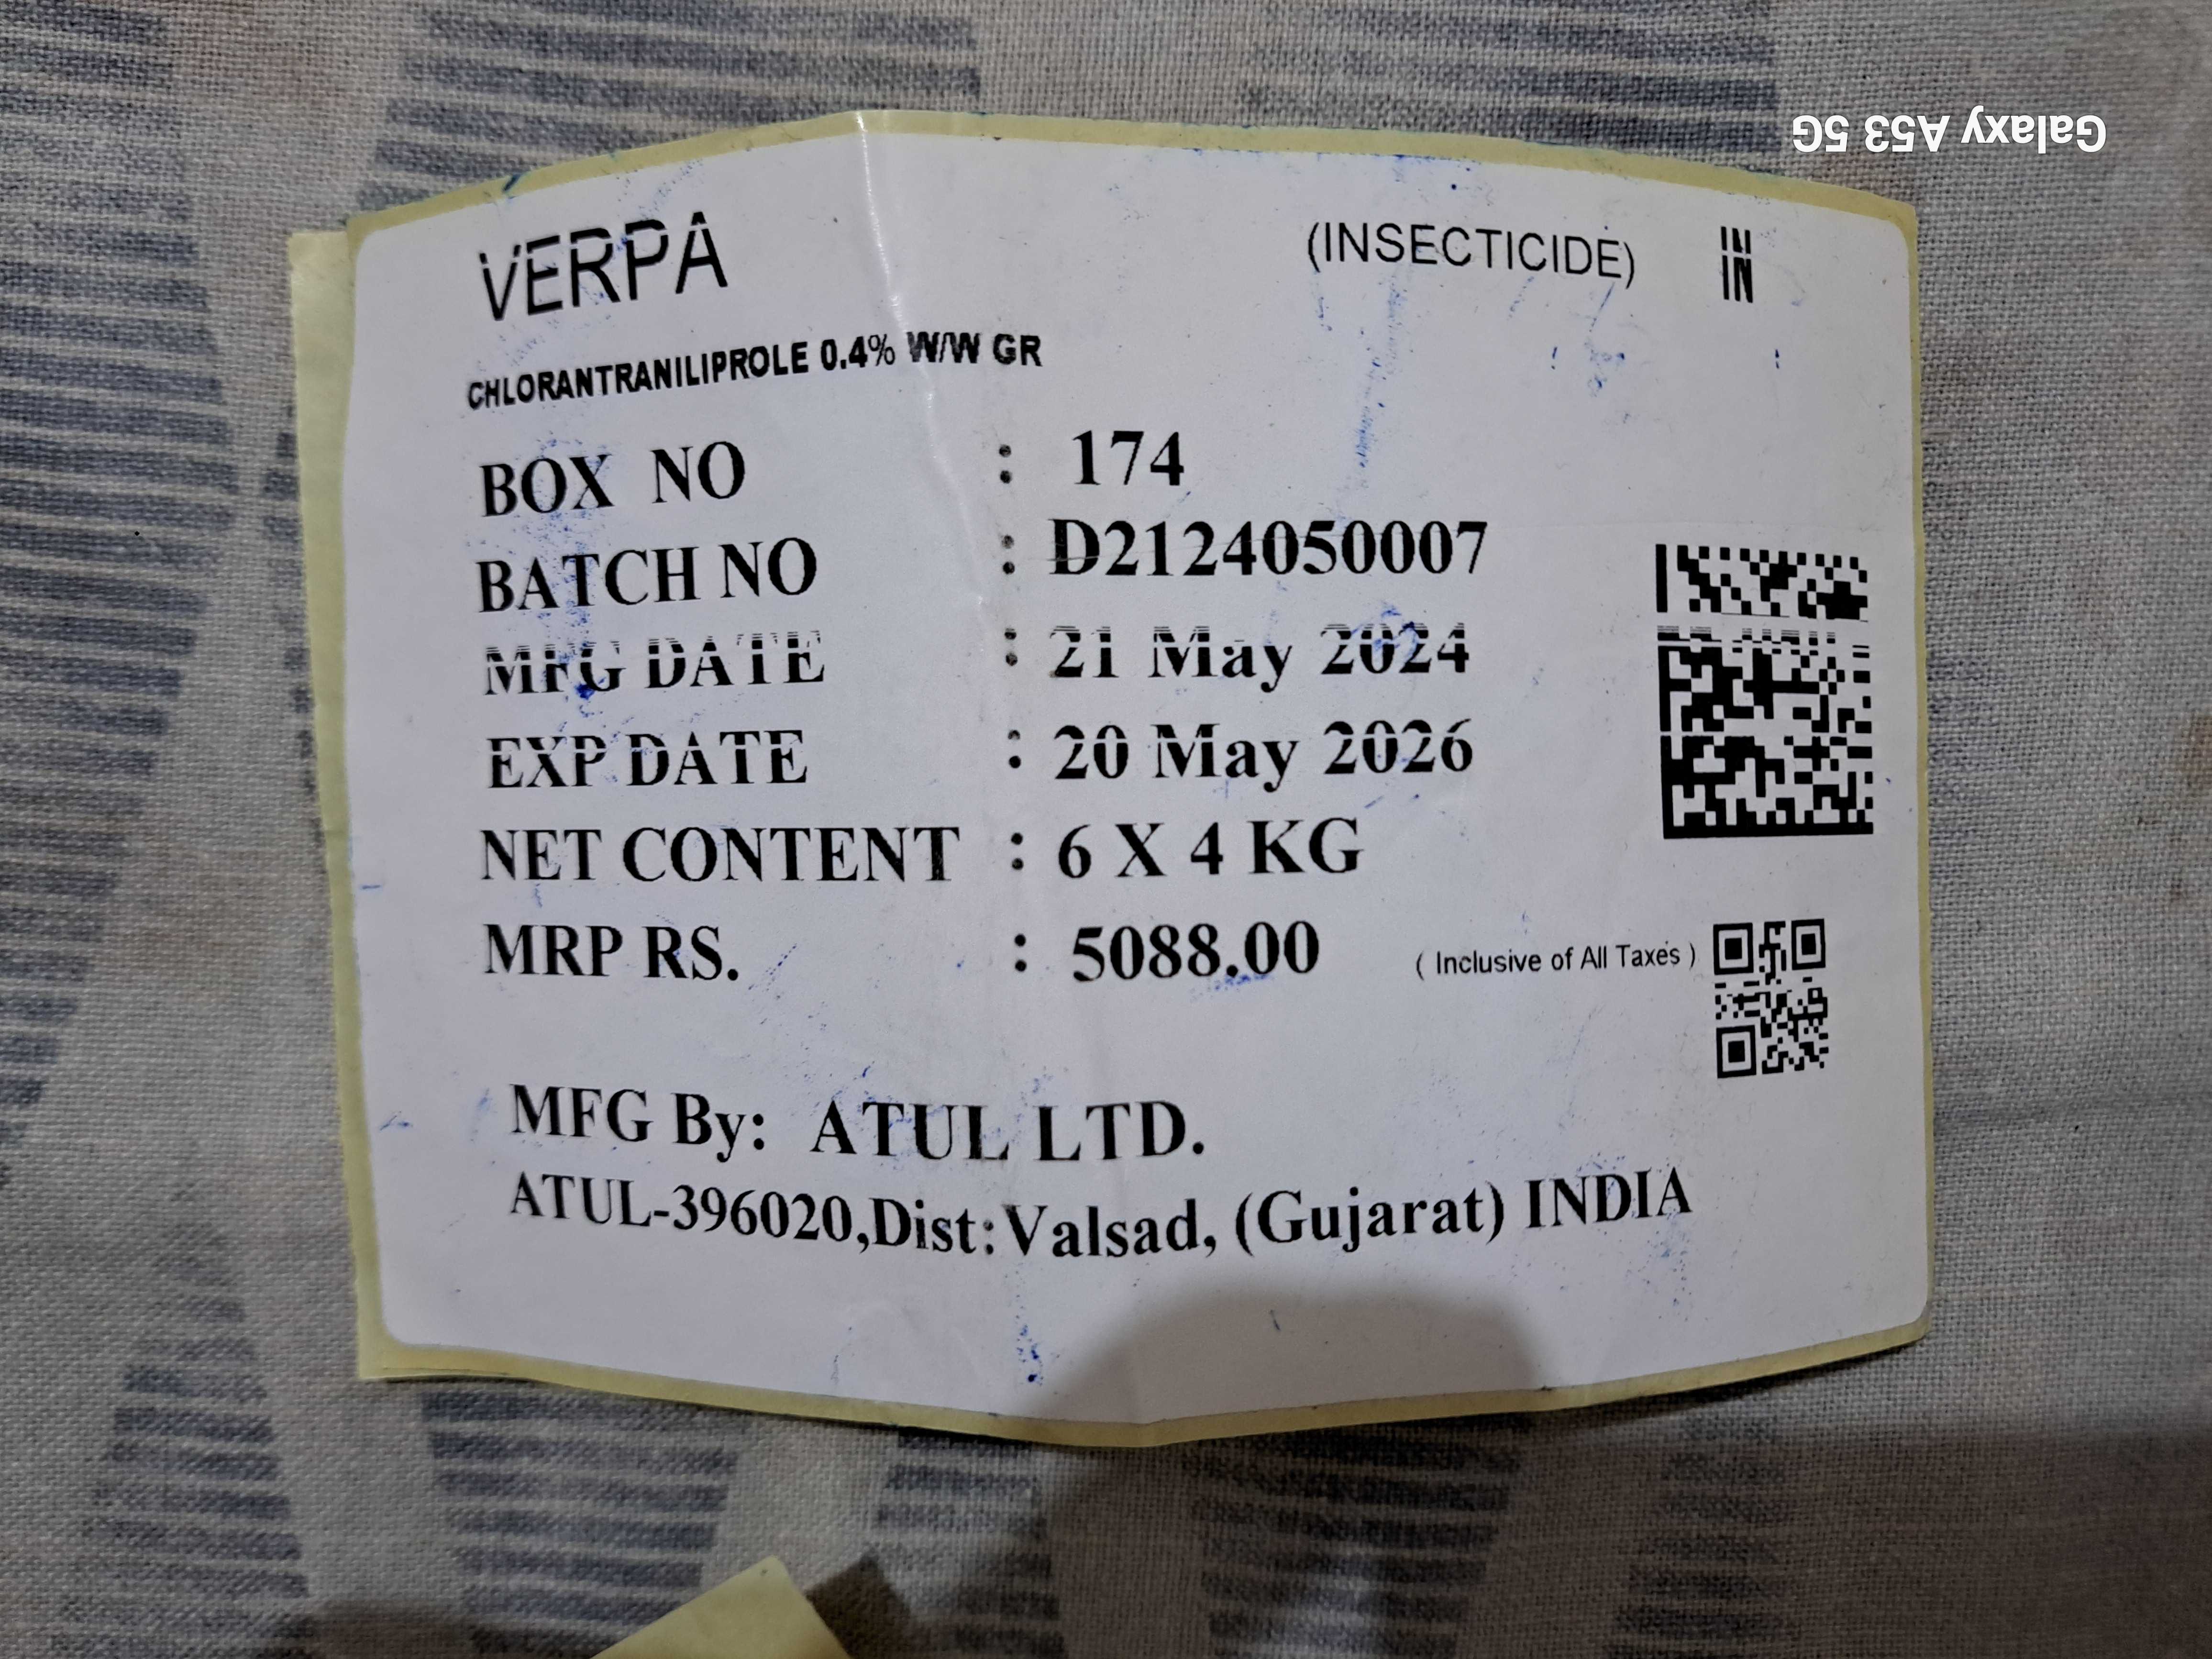 Galaxy A53 5G
VERPA (INSECTICIDE) IN
CHLORANTRANILIPROLE 0.4% W/W GR
BOX NO : 174
BATCH NO : D2124050007
MFG DATE : 21 May 2024
EXP DATE : 20 May 2026
NET CONTENT : 6 X 4 KG
MRP RS. : 5088.00 ( Inclusive of All Taxes )
MFG By: ATUL LTD.
ATUL-396020,Dist:Valsad, (Gujarat) INDIA